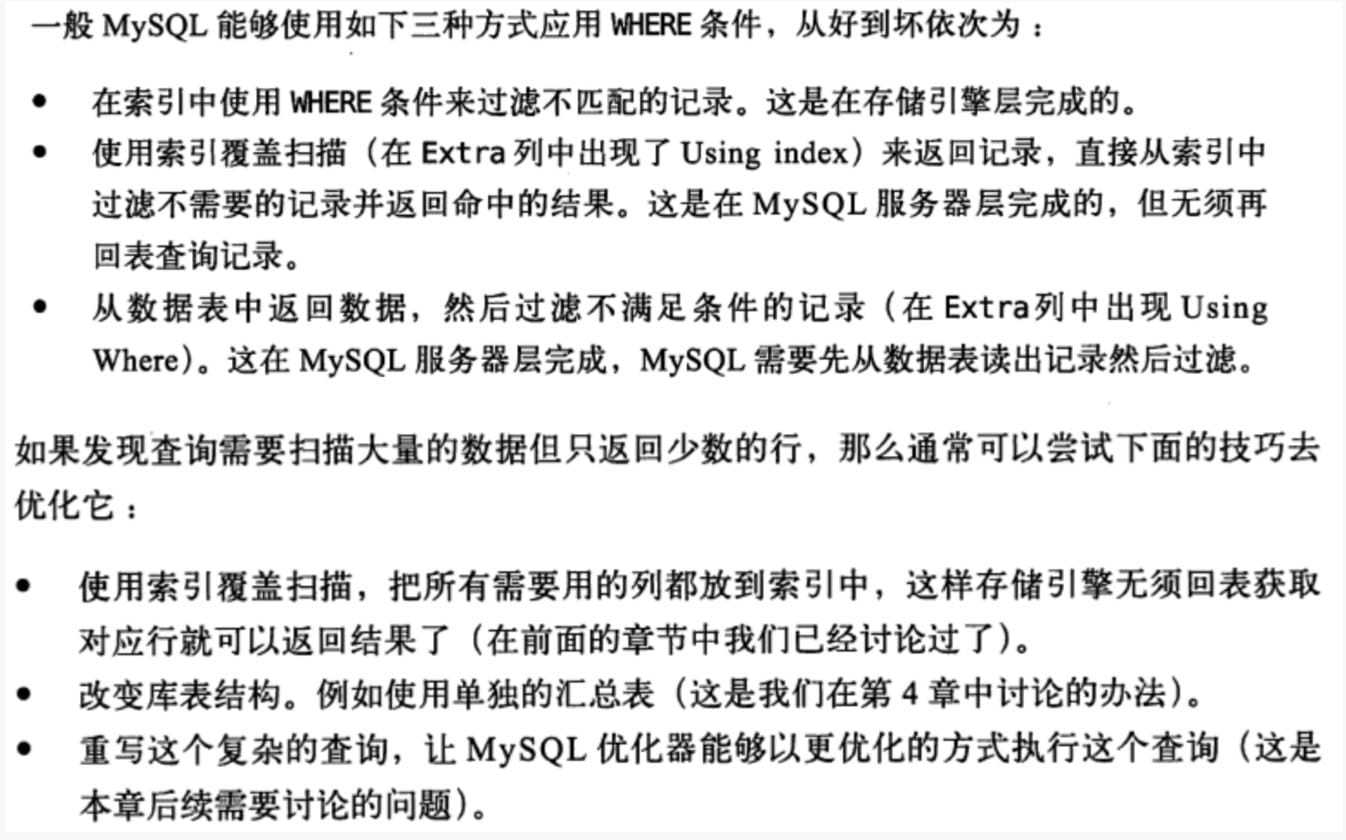 一般 MySQL 能够使用如下三种方式应用 WHERE 条件，从好到坏依次为：
● 在索引中使用 WHERE 条件来过滤不匹配的记录。这是在存储引擎层完成的。
● 使用索引覆盖扫描（在 Extra 列中出现了 Using index）来返回记录，直接从索引中
过滤不需要的记录并返回命中的结果。这是在 MySQL 服务器层完成的，但无须再
回表查询记录。
● 从数据表中返回数据，然后过滤不满足条件的记录（在 Extra 列中出现 Using
Where）。这在 MySQL 服务器层完成，MySQL 需要先从数据表读出记录然后过滤。
如果发现查询需要扫描大量的数据但只返回少数的行，那么通常可以尝试下面的技巧去
优化它：
● 使用索引覆盖扫描，把所有需要用的列都放到索引中，这样存储引擎无须回表获取
对应行就可以返回结果了（在前面的章节中我们已经讨论过了）。
● 改变库表结构。例如使用单独的汇总表（这是我们在第 4 章中讨论的办法）。
● 重写这个复杂的查询，让 MySQL 优化器能够以更优化的方式执行这个查询（这是
本章后续需要讨论的问题）。